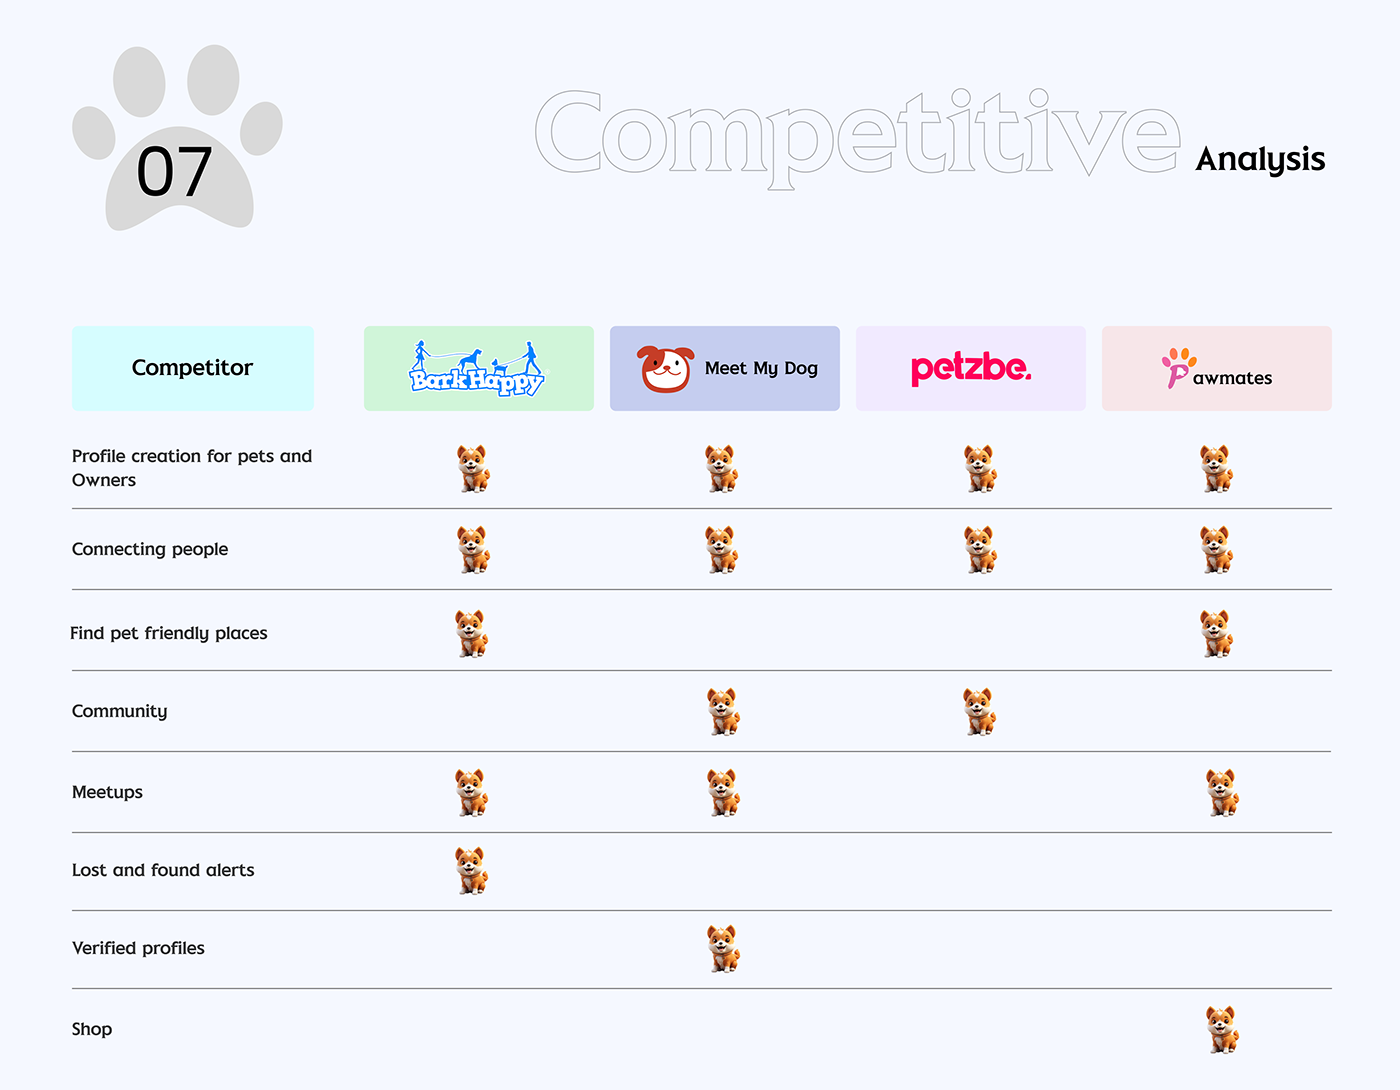 07
Competitive Analysis
Competitor
BarkHappy
Meet My Dog
petzbe.
Pawmates
Profile creation for pets and
Owners
Connecting people
Find pet friendly places
Community
Meetups
Lost and found alerts
Verified profiles
Shop